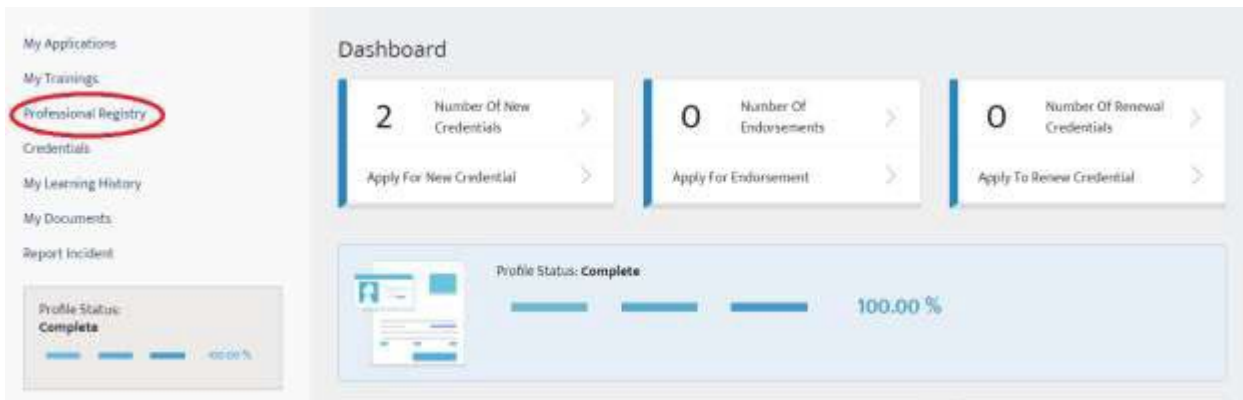 My Applications
My Trainings
Professional Registry
Credentials
My Learning History
My Documents
Report Incident
Profile Status:
Complete
100.00 %
Dashboard
2
Number Of New
Credentials
Apply For New Credential
0
Number Of
Endorsements
Apply For Endorsement
0
Number Of Renewal
Credentials
Apply To Renew Credential
Profile Status: Complete
100.00 %